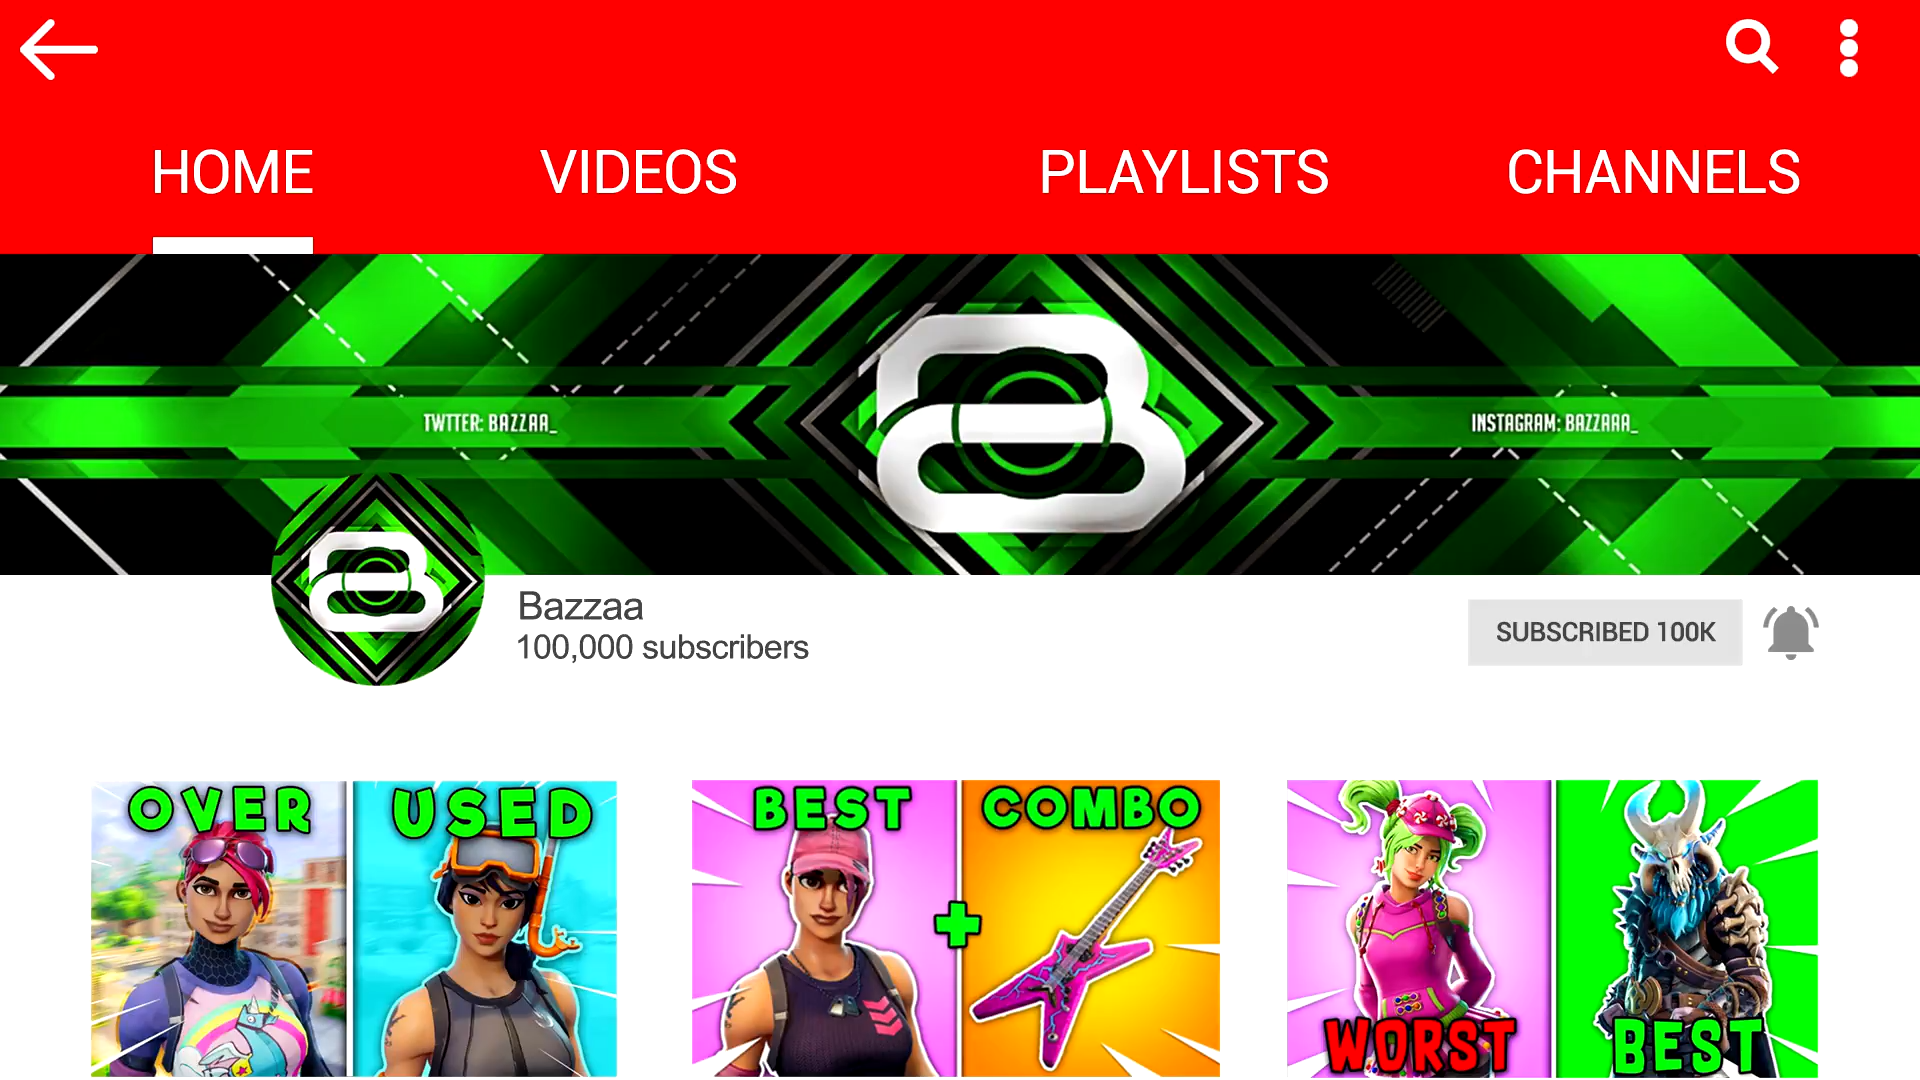 HOME VIDEOS PLAYLISTS CHANNELS
TWTTER: BAZZAA_
INSTAGRAM: BAZZAAA_
Bazzaa
100,000 subscribers
SUBSCRIBED 100K
OVER USED
BEST COMBO
+
WORST BEST